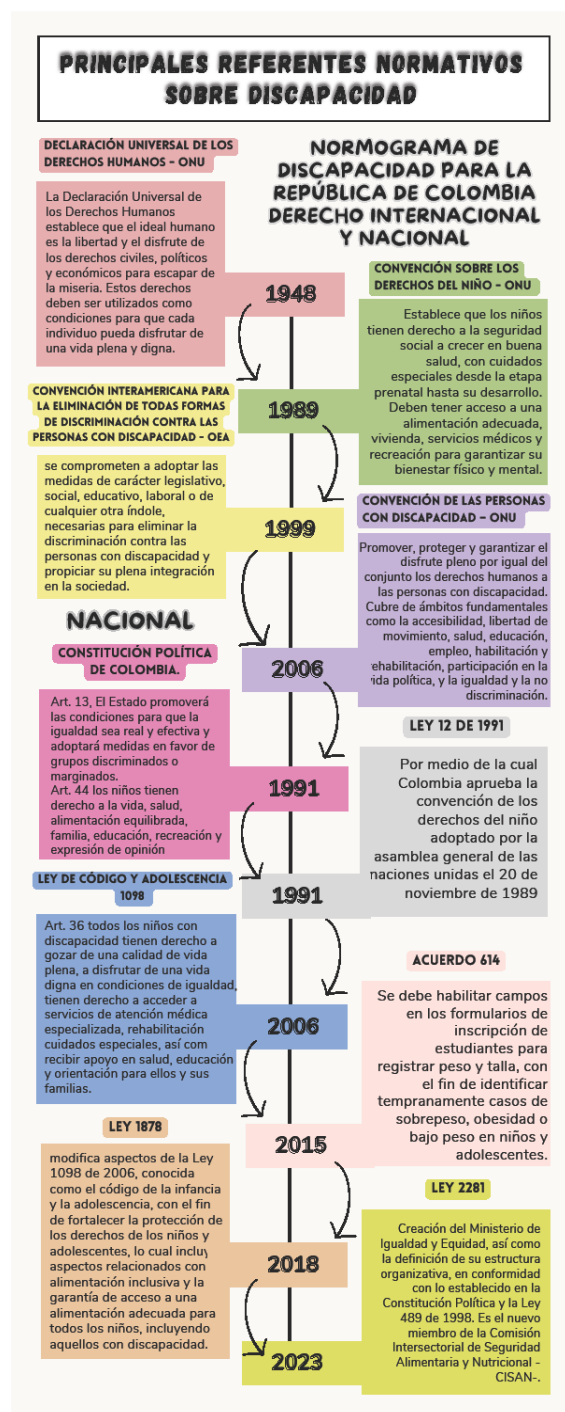 PRINCIPALES REFERENTES NORMATIVOS
SOBRE DISCAPACIDAD
NORMOGRAMA DE
DISCAPACIDAD PARA LA
REPÚBLICA DE COLOMBIA
DERECHO INTERNACIONAL
Y NACIONAL
DECLARACIÓN UNIVERSAL DE LOS
DERECHOS HUMANOS - ONU
La Declaración Universal de
los Derechos Humanos
establece que el ideal humano
es la libertad y el disfrute de
los derechos civiles, políticos
y económicos para escapar de
la miseria. Estos derechos
deben ser utilizados como
condiciones para que cada
individuo pueda disfrutar de
una vida plena y digna.
1948
CONVENCIÓN SOBRE LOS
DERECHOS DEL NIÑO - ONU
Establece que los niños
tienen derecho a la seguridad
social a crecer en buena
salud, con cuidados
especiales desde la etapa
prenatal hasta su desarrollo.
Deben tener acceso a una
alimentación adecuada,
vivienda, servicios médicos y
recreación para garantizar su
bienestar físico y mental.
1989
CONVENCIÓN INTERAMERICANA PARA
LA ELIMINACIÓN DE TODAS FORMAS
DE DISCRIMINACIÓN CONTRA LAS
PERSONAS CON DISCAPACIDAD - OEA
se comprometen a adoptar las
medidas de carácter legislativo,
social, educativo, laboral o de
cualquier otra índole,
necesarias para eliminar la
discriminación contra las
personas con discapacidad y
propiciar su plena integración
en la sociedad.
1999
CONVENCIÓN DE LAS PERSONAS
CON DISCAPACIDAD – ONU
Promover, proteger y garantizar el
disfrute pleno por igual del
conjunto los derechos humanos a
las personas con discapacidad.
Cubre de ámbitos fundamentales
como la accesibilidad, libertad de
movimiento, salud, educación,
empleo, habilitación y
ehabilitación, participación en la
vida política, y la igualdad y la no
discriminación.
2006
NACIONAL
CONSTITUCIÓN POLÍTICA
DE COLOMBIA.
Art. 13, El Estado promoverá
las condiciones para que la
igualdad sea real y efectiva y
adoptará medidas en favor de
grupos discriminados o
marginados.
Art. 44 los niños tienen
derecho a la vida, salud,
alimentación equilibrada,
familia, educación, recreación y
expresión de opinión
1991
LEY 12 DE 1991
Por medio de la cual
Colombia aprueba la
convención de los
derechos del niño
adoptado por la
asamblea general de las
naciones unidas el 20 de
noviembre de 1989
1991
LEY DE CÓDIGO Y ADOLESCENCIA
1098
Art. 36 todos los niños con
discapacidad tienen derecho a
gozar de una calidad de vida
plena, a disfrutar de una vida
digna en condiciones de igualdad,
tienen derecho a acceder a
servicios de atención médica
especializada, rehabilitación
cuidados especiales, así com
recibir apoyo en salud, educación
y orientación para ellos y sus
familias.
2006
ACUERDO 614
Se debe habilitar campos
en los formularios de
inscripción de
estudiantes para
registrar peso y talla, con
el fin de identificar
tempranamente casos de
sobrepeso, obesidad o
bajo peso en niños y
adolescentes.
2015
LEY 1878
modifica aspectos de la Ley
1098 de 2006, conocida
como el código de la infancia
y la adolescencia, con el fin
de fortalecer la protección de
los derechos de los niños y
adolescentes, lo cual incluy
aspectos relacionados con
alimentación inclusiva y la
garantía de acceso a una
alimentación adecuada para
todos los niños, incluyendo
aquellos con discapacidad.
2018
LEY 2281
Creación del Ministerio de
Igualdad y Equidad, así como
la definición de su estructura
organizativa, en conformidad
con lo establecido en la
Constitución Política y la Ley
489 de 1998. Es el nuevo
miembro de la Comisión
Intersectorial de Seguridad
Alimentaria y Nutricional -
CISAN-.
2023